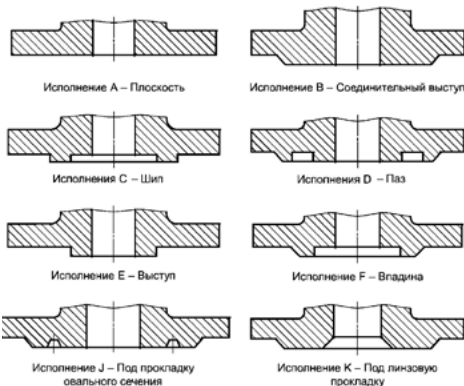 Исполнение А – Плоскость
Исполнение В – Соединительный выступ
Исполнения С – Шип
Исполнения D – Паз
Исполнение Е – Выступ
Исполнение F – Впадина
Исполнение J – Под прокладку
овального сечения
Исполнение K – Под линзовую
прокладку